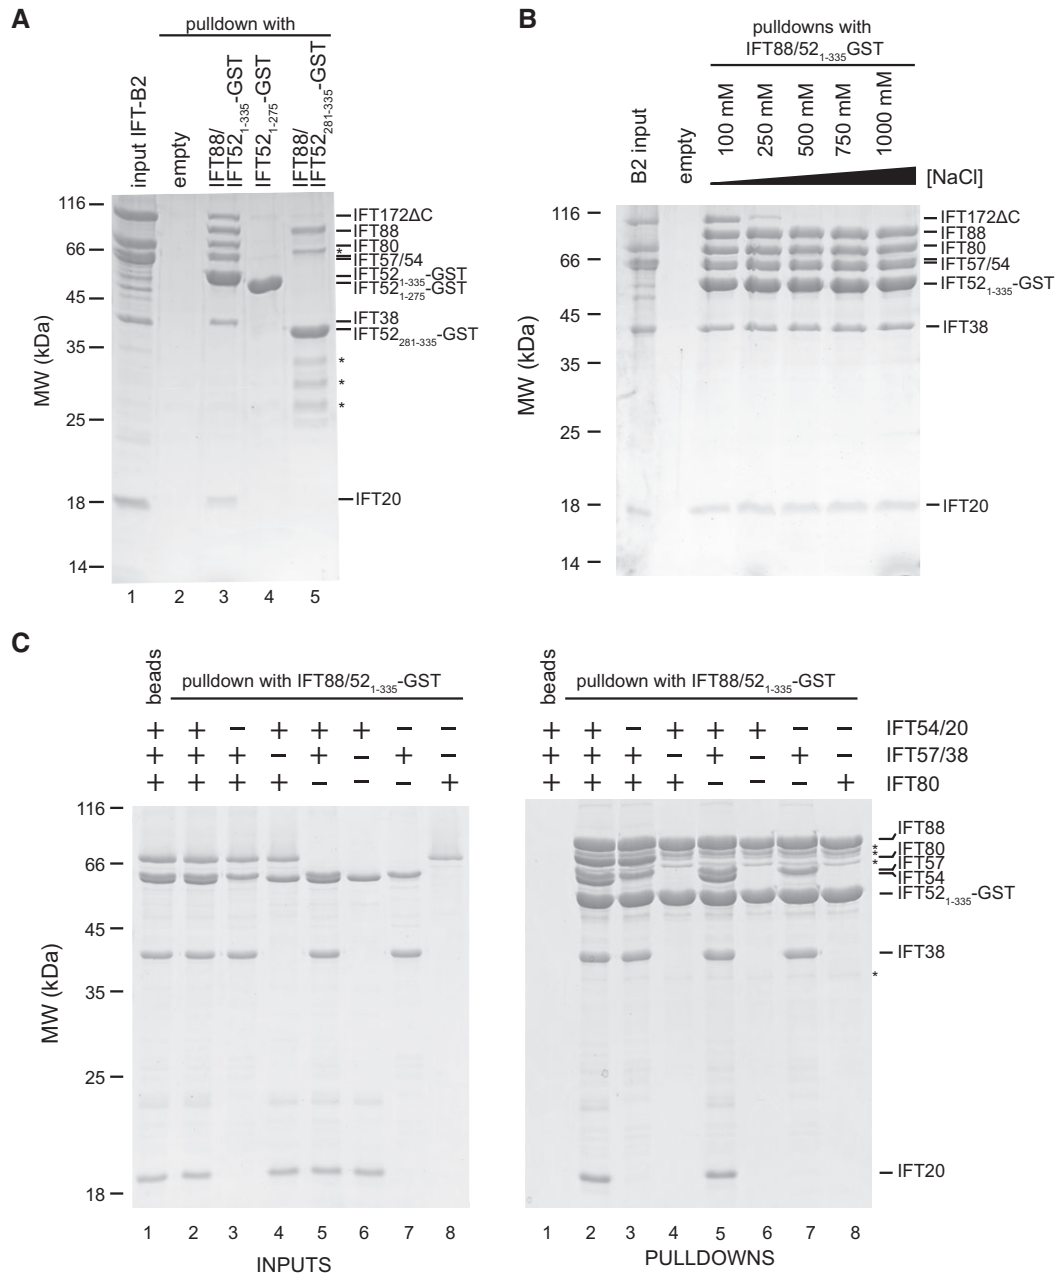 A
pulldown with
input IFT-B2
empty
IFT88/
IFT52₁₋₃₃₅-GST
IFT52₁₋₂₇₅-GST
IFT88/
IFT52₂₈₁₋₃₃₅-GST
MW (kDa)
116
66
45
35
25
18
14
IFT172ΔC
IFT88
IFT80
*
IFT57/54
IFT52₁₋₃₃₅-GST
IFT52₁₋₂₇₅-GST
IFT38
IFT52₂₈₁₋₃₃₅-GST
*
*
*
IFT20
1 2 3 4 5
B
pulldowns with
IFT88/52₁₋₃₃₅GST
B2 input
empty
100 mM
250 mM
500 mM
750 mM
1000 mM
[NaCl]
MW (kDa)
116
66
45
35
25
18
14
IFT172ΔC
IFT88
IFT80
IFT57/54
IFT52₁₋₃₃₅-GST
IFT38
IFT20
C
beads
pulldown with IFT88/52₁₋₃₃₅-GST
+ + − + + + − −
+ + + − + − + −
+ + + + − − − +
MW (kDa)
116
66
45
35
25
18
1 2 3 4 5 6 7 8
INPUTS
beads
pulldown with IFT88/52₁₋₃₃₅-GST
+ + − + + + − − IFT54/20
+ + + − + − + − IFT57/38
+ + + + − − − + IFT80
IFT88
*
IFT80
*
IFT57
*
IFT54
IFT52₁₋₃₃₅-GST
IFT38
*
IFT20
1 2 3 4 5 6 7 8
PULLDOWNS